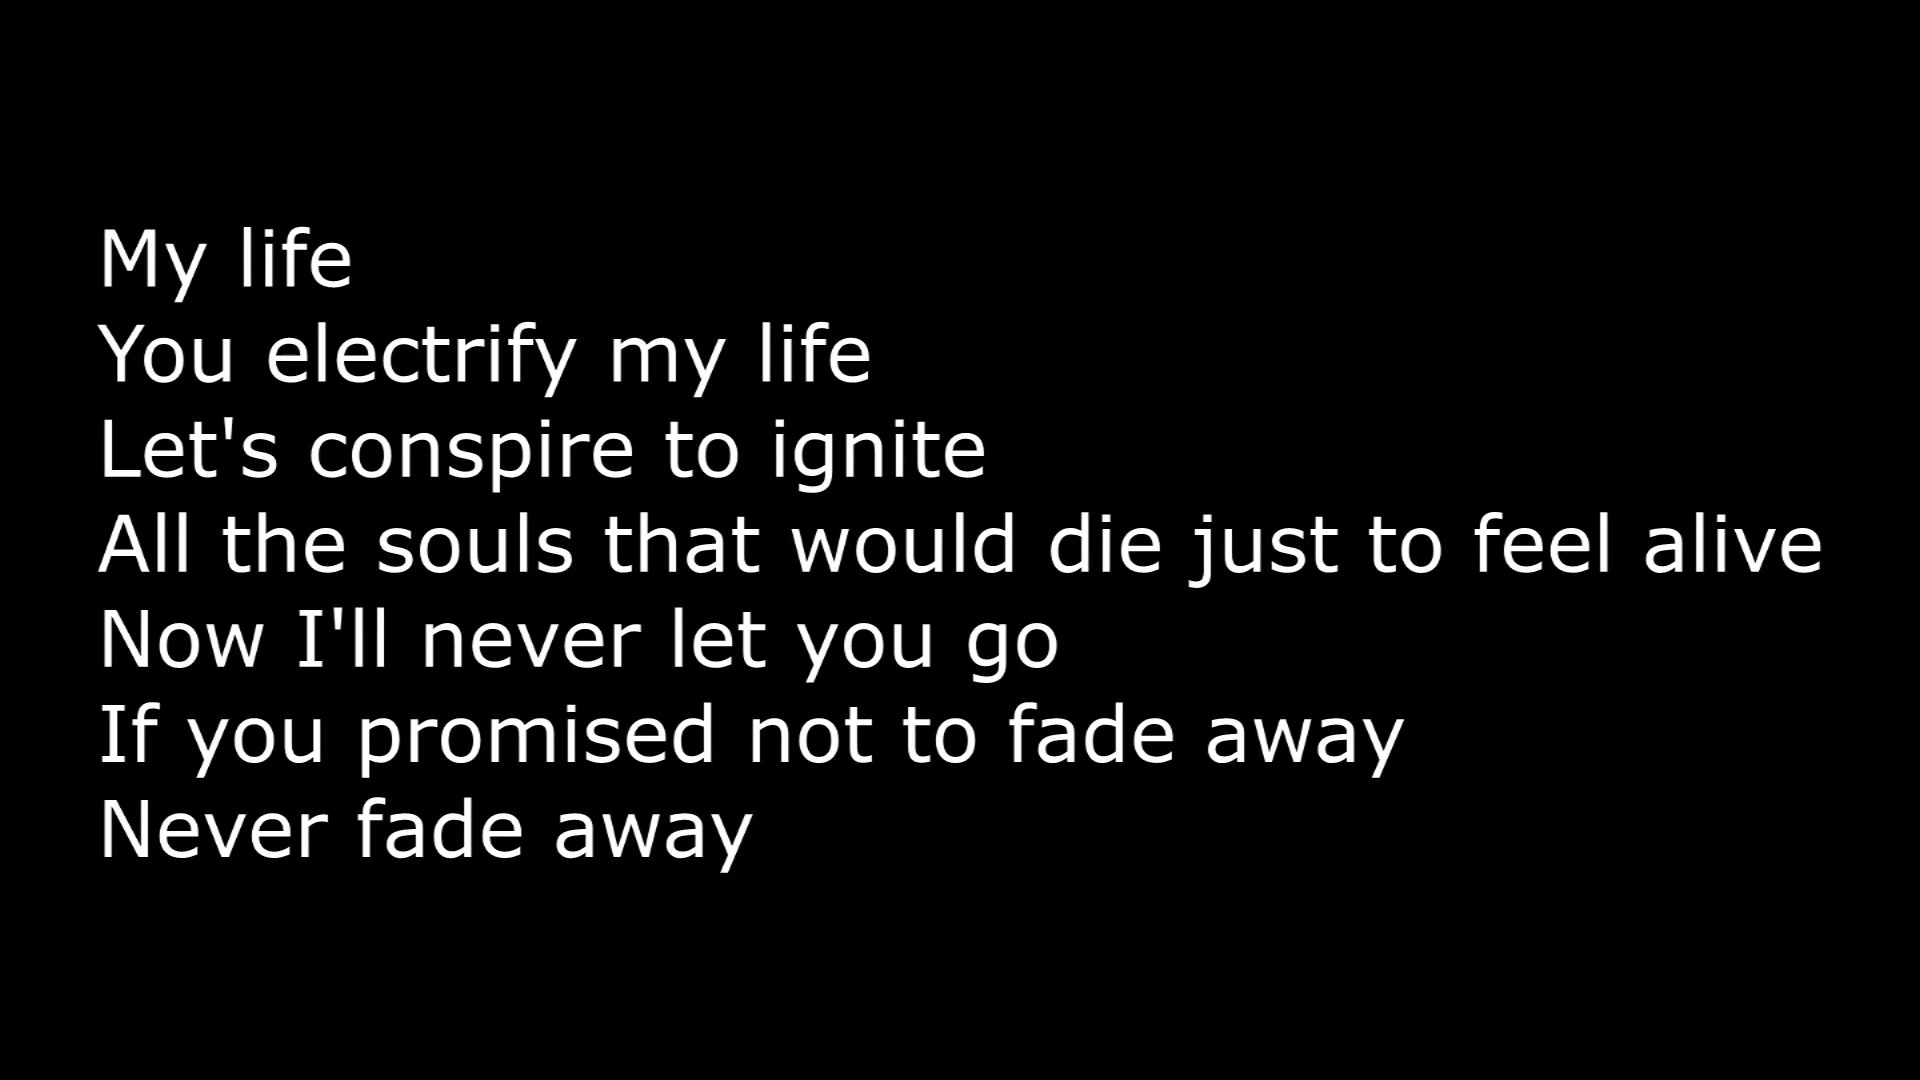 My life
You electrify my life
Let's conspire to ignite
All the souls that would die just to feel alive
Now I'll never let you go
If you promised not to fade away
Never fade away